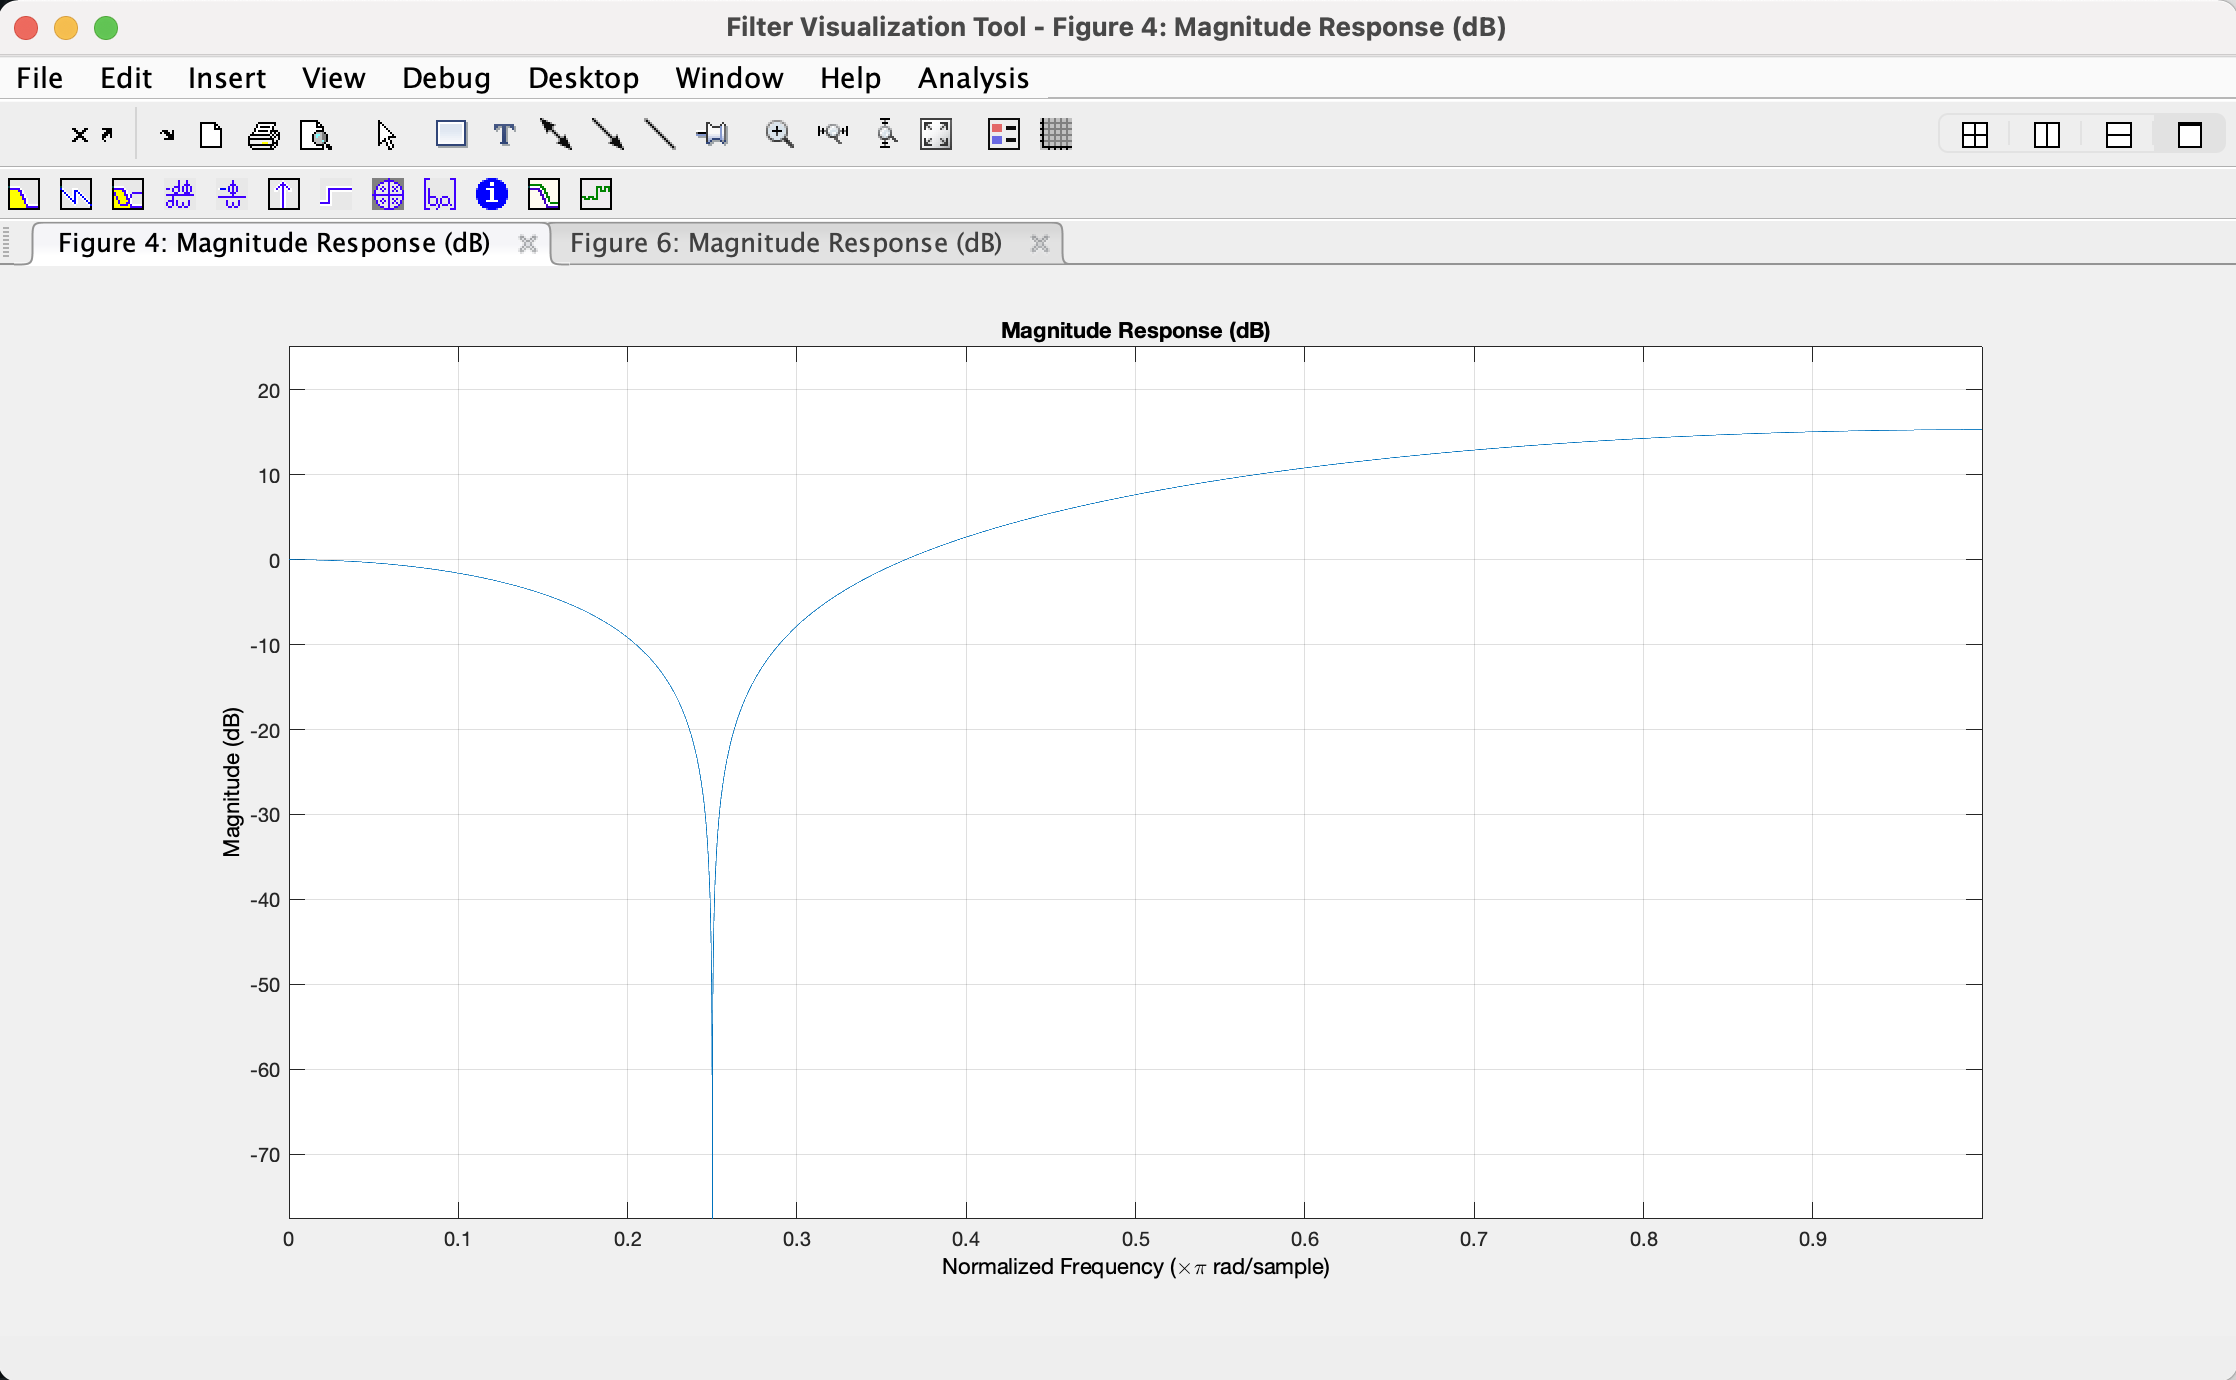 Filter Visualization Tool - Figure 4: Magnitude Response (dB)
File Edit Insert View Debug Desktop Window Help Analysis
T
-dϕ
dω
-ϕ
ω
[b,a]
i
Figure 4: Magnitude Response (dB)
Figure 6: Magnitude Response (dB)
Magnitude Response (dB)
20
10
0
-10
-20
-30
-40
-50
-60
-70
Magnitude (dB)
0 0.1 0.2 0.3 0.4 0.5 0.6 0.7 0.8 0.9
Normalized Frequency (×π rad/sample)